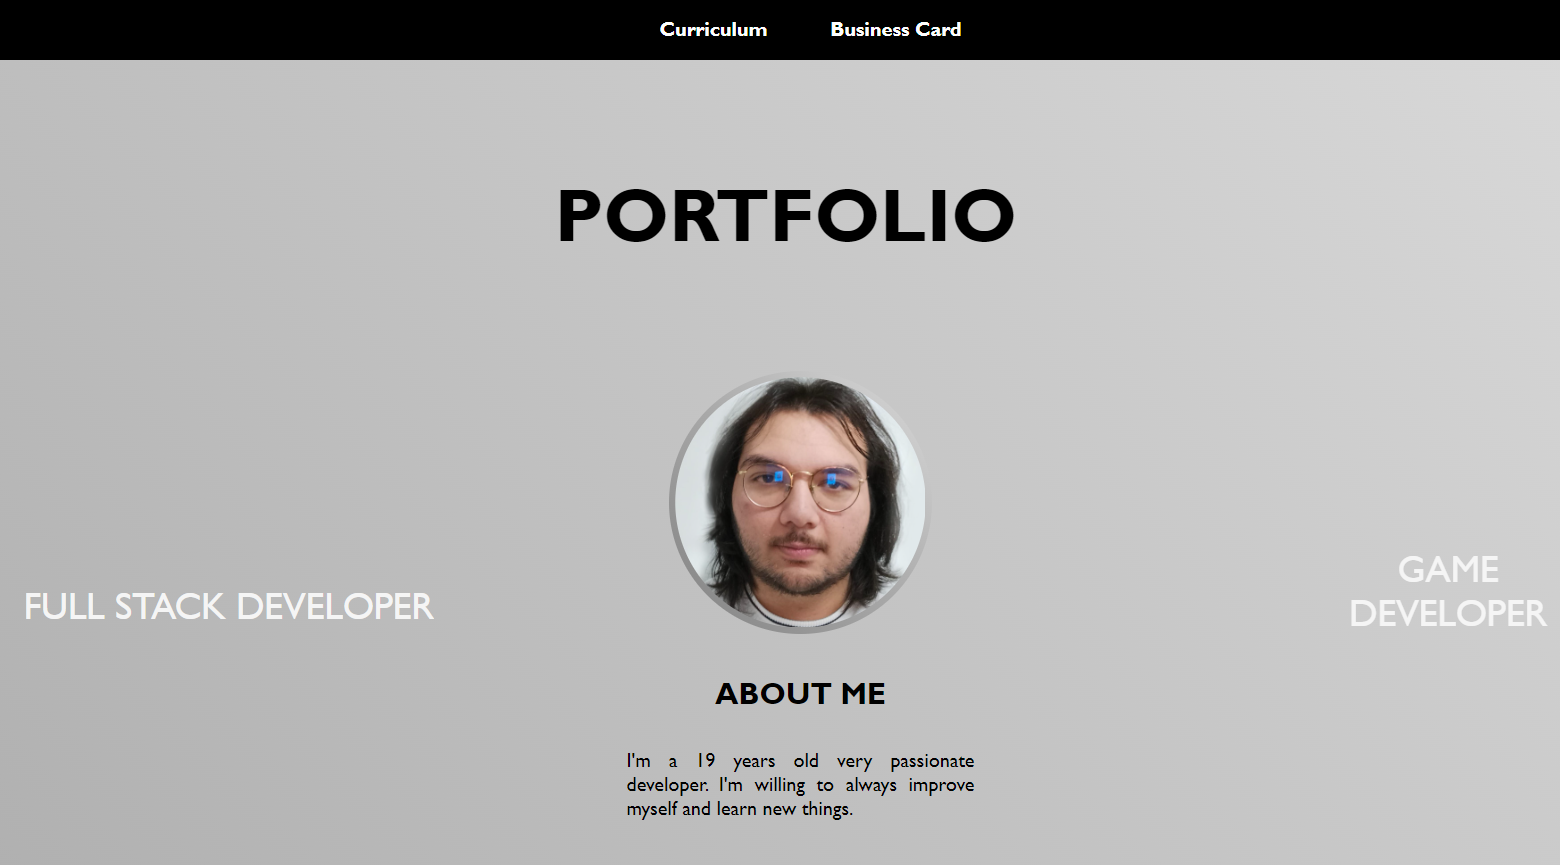 Curriculum Business Card
PORTFOLIO
FULL STACK DEVELOPER
GAME
DEVELOPER
ABOUT ME
I'm a 19 years old very passionate
developer. I'm willing to always improve
myself and learn new things.